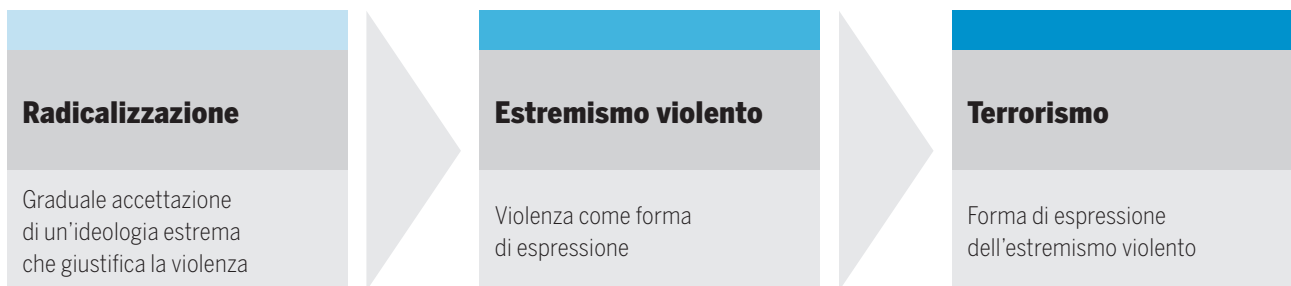 Radicalizzazione
Graduale accettazione
di un'ideologia estrema
che giustifica la violenza
Estremismo violento
Violenza come forma
di espressione
Terrorismo
Forma di espressione
dell'estremismo violento